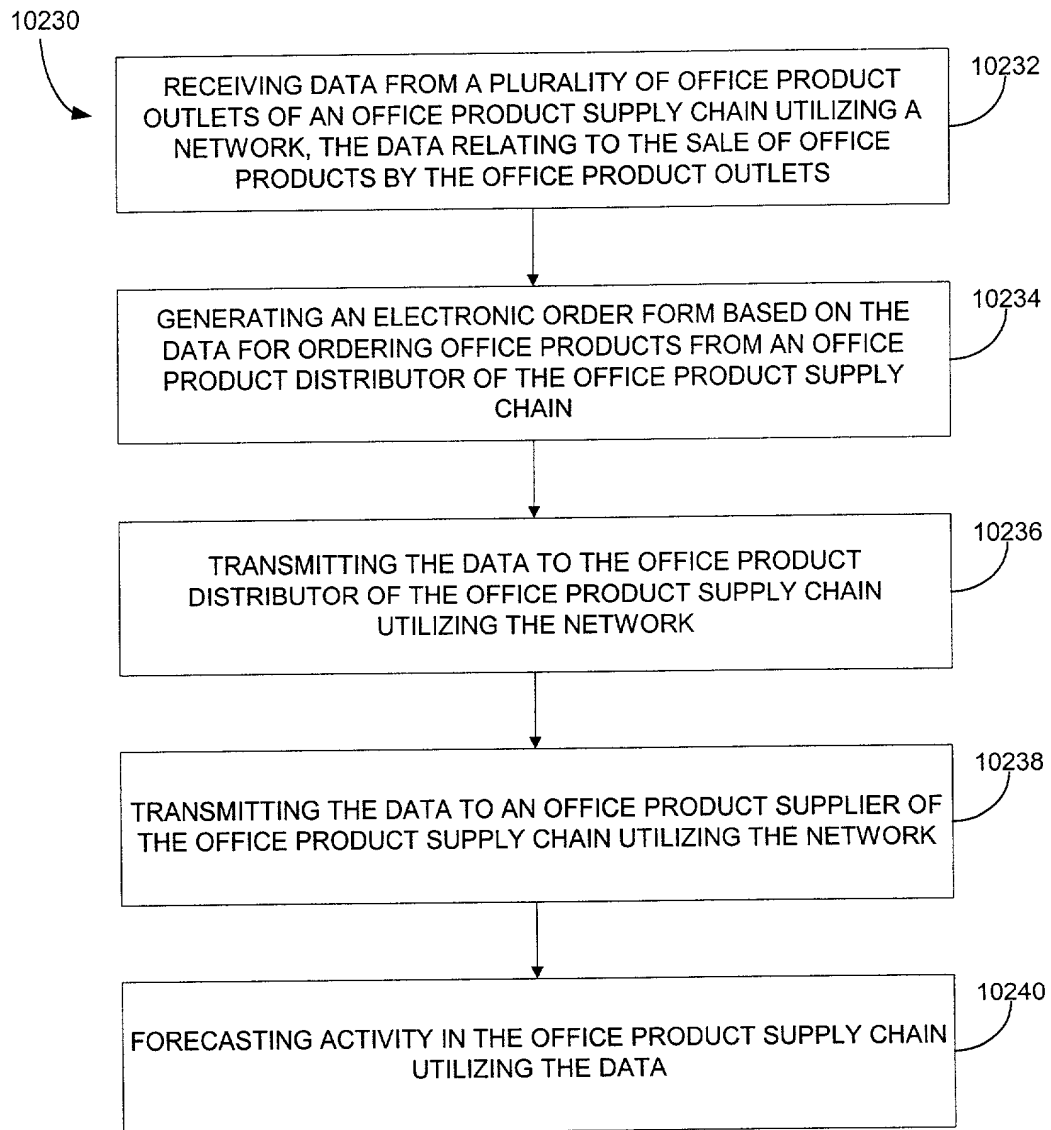 10230
RECEIVING DATA FROM A PLURALITY OF OFFICE PRODUCT
OUTLETS OF AN OFFICE PRODUCT SUPPLY CHAIN UTILIZING A
NETWORK, THE DATA RELATING TO THE SALE OF OFFICE
PRODUCTS BY THE OFFICE PRODUCT OUTLETS
10232
GENERATING AN ELECTRONIC ORDER FORM BASED ON THE
DATA FOR ORDERING OFFICE PRODUCTS FROM AN OFFICE
PRODUCT DISTRIBUTOR OF THE OFFICE PRODUCT SUPPLY
CHAIN
10234
TRANSMITTING THE DATA TO THE OFFICE PRODUCT
DISTRIBUTOR OF THE OFFICE PRODUCT SUPPLY CHAIN
UTILIZING THE NETWORK
10236
TRANSMITTING THE DATA TO AN OFFICE PRODUCT SUPPLIER OF
THE OFFICE PRODUCT SUPPLY CHAIN UTILIZING THE NETWORK
10238
FORECASTING ACTIVITY IN THE OFFICE PRODUCT SUPPLY CHAIN
UTILIZING THE DATA
10240